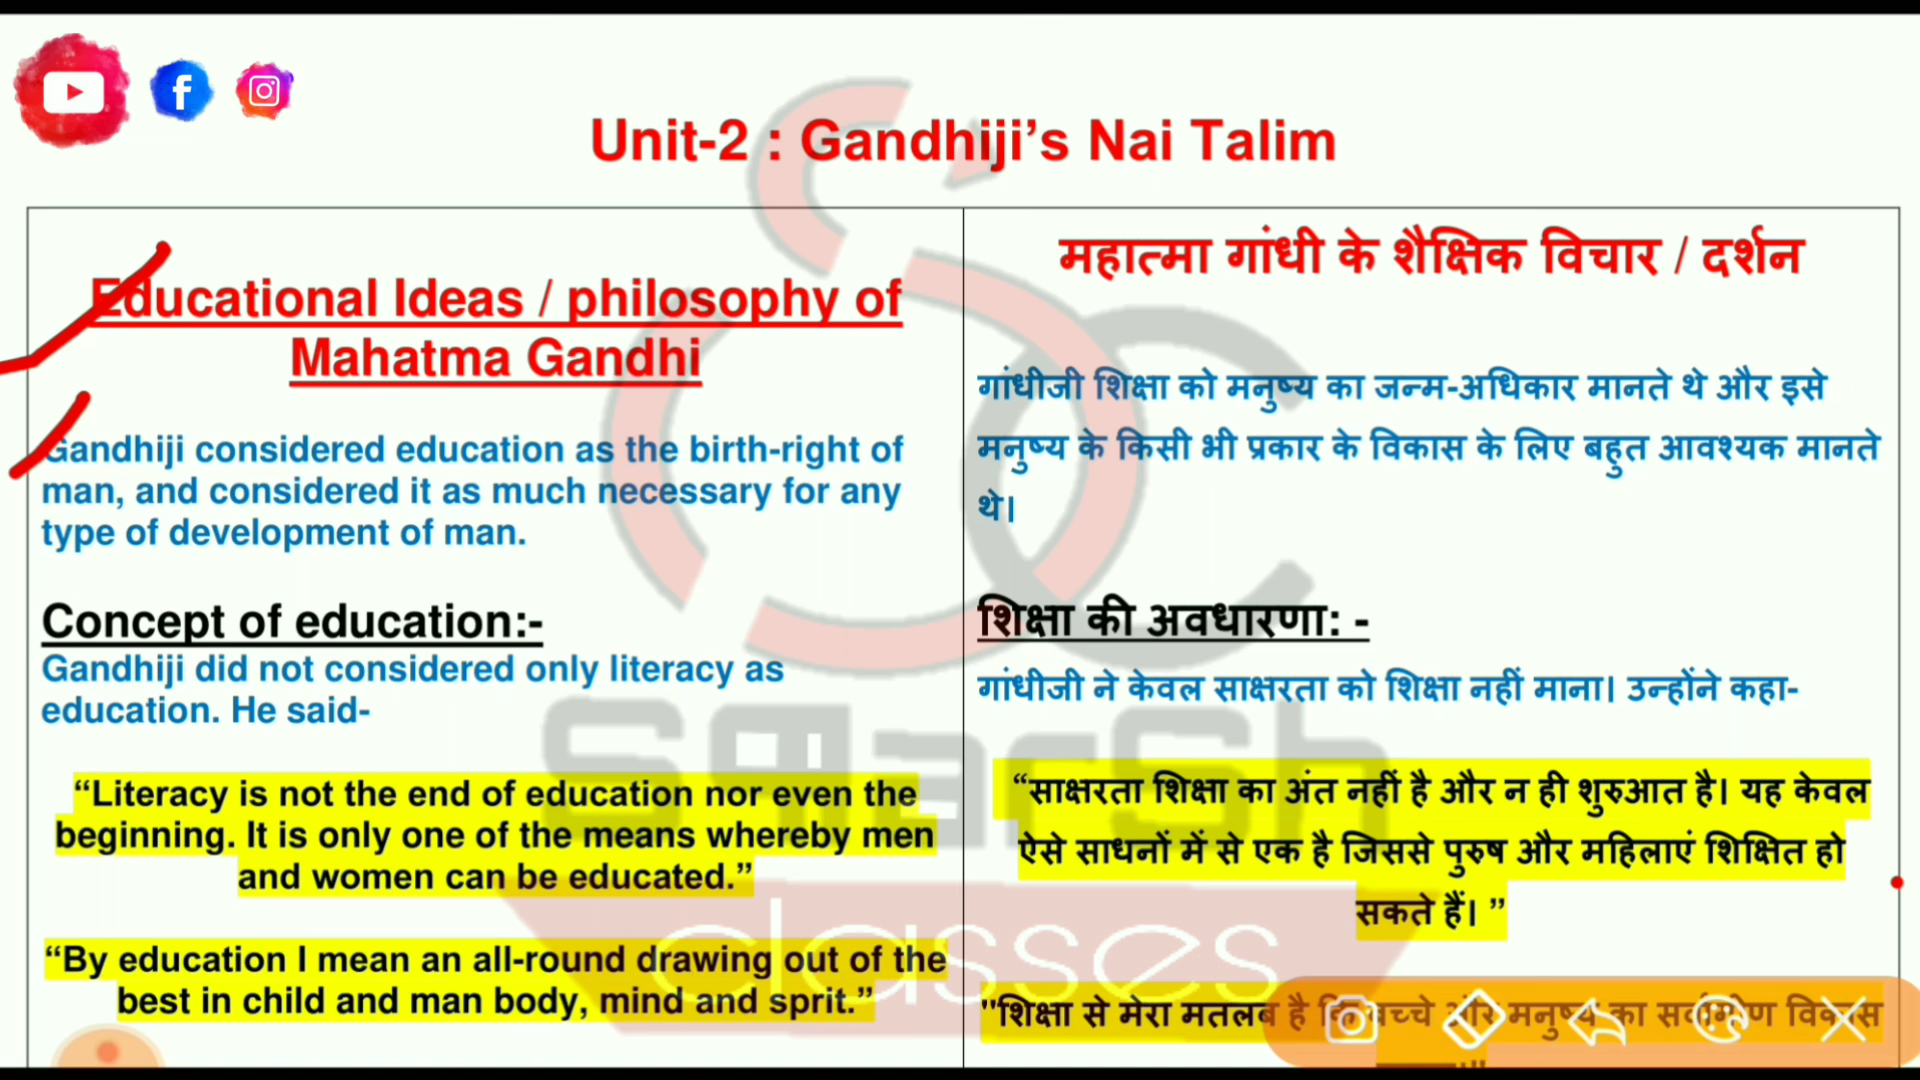 Unit-2 : Gandhiji’s Nai Talim
Educational Ideas / philosophy of
Mahatma Gandhi
Gandhiji considered education as the birth-right of
man, and considered it as much necessary for any
type of development of man.
Concept of education:-
Gandhiji did not considered only literacy as
education. He said-
“Literacy is not the end of education nor even the
beginning. It is only one of the means whereby men
and women can be educated.”
“By education I mean an all-round drawing out of the
best in child and man body, mind and sprit.”
महात्मा गांधी के शैक्षिक विचार / दर्शन
गांधीजी शिक्षा को मनुष्य का जन्म-अधिकार मानते थे और इसे
मनुष्य के किसी भी प्रकार के विकास के लिए बहुत आवश्यक मानते
थे।
शिक्षा की अवधारणा: -
गांधीजी ने केवल साक्षरता को शिक्षा नहीं माना। उन्होंने कहा-
“साक्षरता शिक्षा का अंत नहीं है और न ही शुरुआत है। यह केवल
ऐसे साधनों में से एक है जिससे पुरुष और महिलाएं शिक्षित हो
सकते हैं। ”
"शिक्षा से मेरा मतलब है कि बच्चे और मनुष्य का सर्वांगीण विकास
sparsh
classes